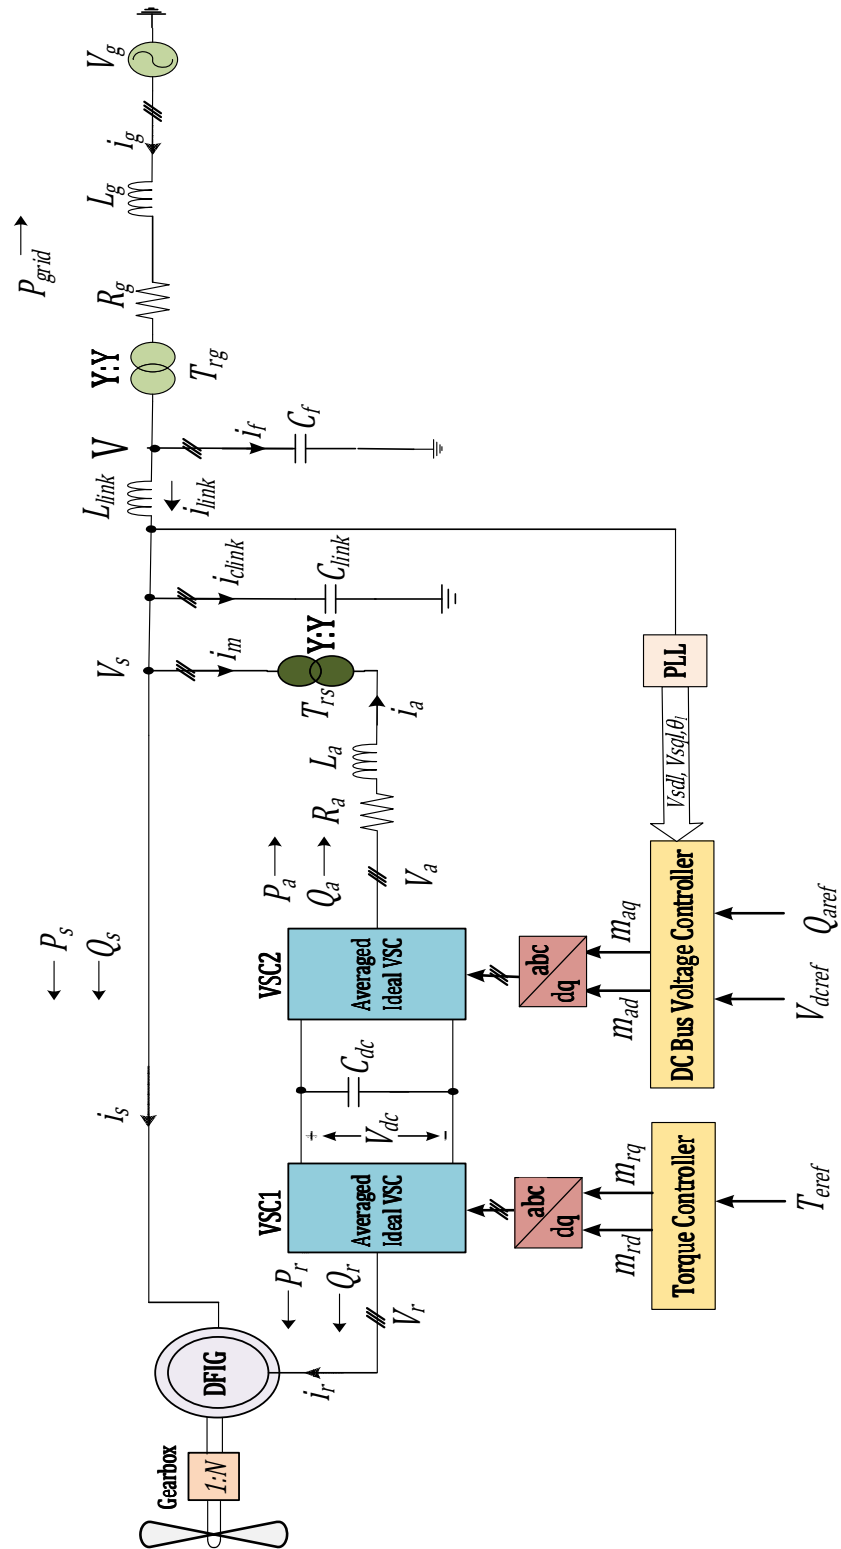 Gearbox
1:N
DFIG
i_s
P_s
Q_s
V_s
i_r
V_r
P_r
Q_r
VSC1
Averaged
Ideal VSC
+
V_dc
-
C_dc
VSC2
Averaged
Ideal VSC
P_a
Q_a
V_a
R_a
L_a
i_a
T_rs
Y:Y
i_m
i_clink
C_link
L_link
i_link
V
i_f
C_f
Y:Y
T_rg
R_g
L_g
P_grid
i_g
V_g
abc
dq
m_rd
m_rq
Torque Controller
T_eref
abc
dq
m_ad
m_aq
DC Bus Voltage Controller
V_dcref
Q_aref
Vsdl, Vsql,θ_l
PLL